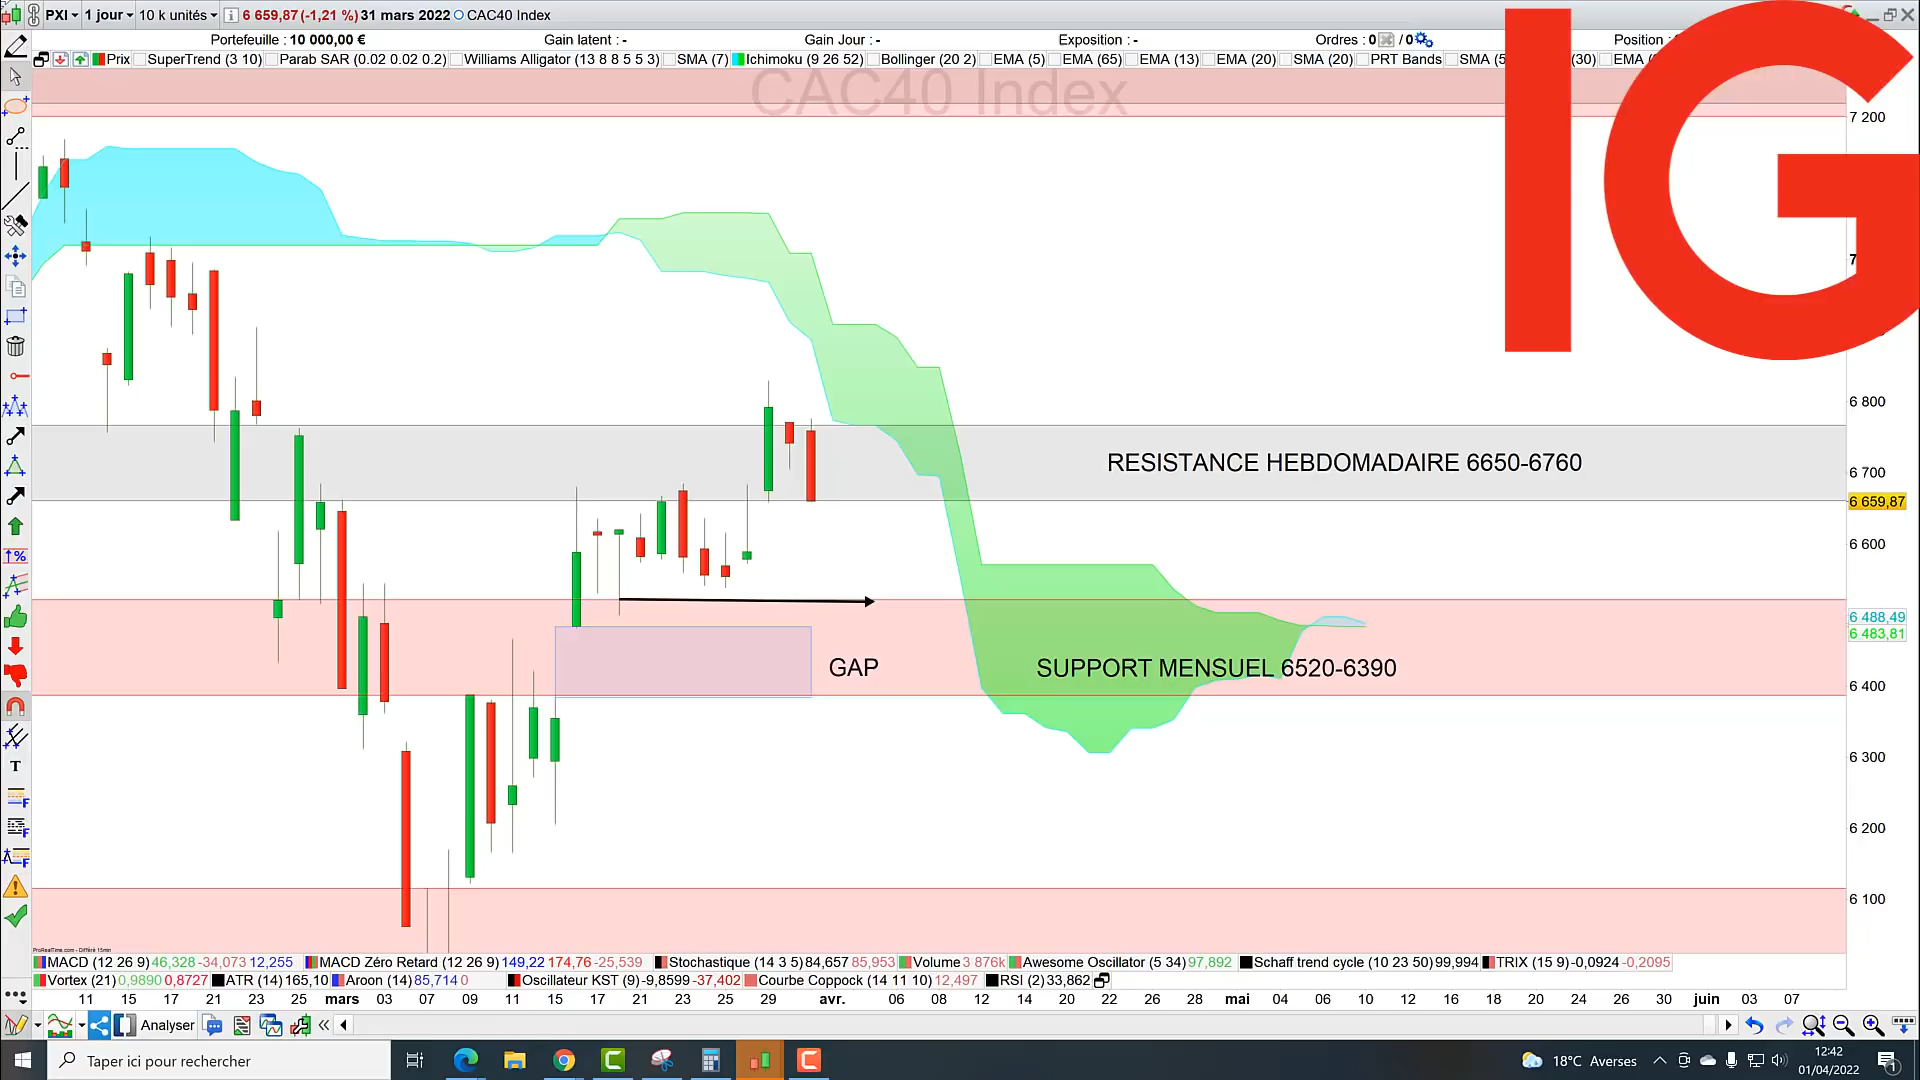 PXI 1 jour 10 k unités 6 659,87 (-1,21 %) 31 mars 2022 CAC40 Index
Portefeuille : 10 000,00 € Gain latent : - Gain Jour : - Exposition : - Ordres : 0 / 0 Position :
Prix SuperTrend (3 10) Parab SAR (0.02 0.02 0.2) Williams Alligator (13 8 8 5 5 3) SMA (7) Ichimoku (9 26 52) Bollinger (20 2) EMA (5) EMA (65) EMA (13) EMA (20) SMA (20) PRT Bands SMA (5 (30) EMA (
CAC40 Index
IG
7 200
6 800
RESISTANCE HEBDOMADAIRE 6650-6760
6 700
6 659,87
6 600
6 488,49
6 483,81
GAP
SUPPORT MENSUEL 6520-6390
6 400
6 300
6 200
6 100
ProRealTime.com - Différé 15min
MACD (12 26 9) 46,328 -34,073 12,255 MACD Zéro Retard (12 26 9) 149,22 174,76 -25,539 Stochastique (14 3 5) 84,657 85,953 Volume 3 876k Awesome Oscillator (5 34) 97,892 Schaff trend cycle (10 23 50) 99,994 TRIX (15 9) -0,0924 -0,2095
Vortex (21) 0,9890 0,8727 ATR (14) 165,10 Aroon (14) 85,714 0 Oscillateur KST (9) -9,8599 -37,402 Courbe Coppock (14 11 10) 12,497 RSI (2) 33,862
11 15 17 21 23 25 mars 03 07 09 11 15 17 21 23 25 29 avr. 06 08 12 14 20 22 26 28 mai 04 06 10 12 16 18 20 24 26 30 juin 03 07
Analyser
Taper ici pour rechercher
18°C Averses
12:42
01/04/2022
1